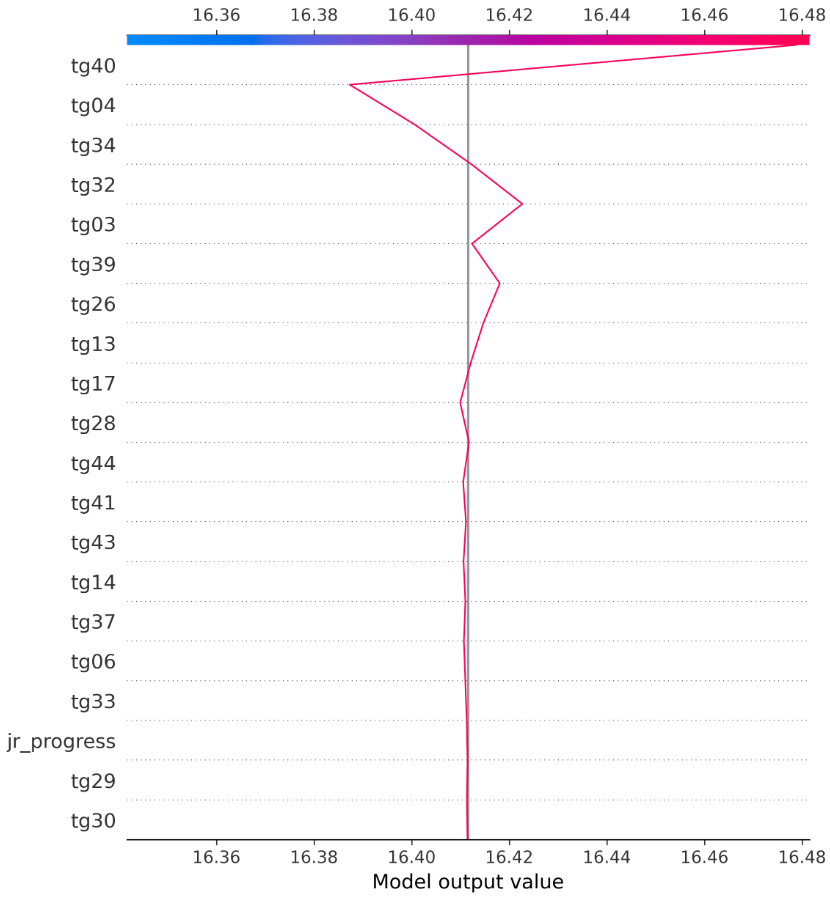 16.36 16.38 16.40 16.42 16.44 16.46 16.48
tg40
tg04
tg34
tg32
tg03
tg39
tg26
tg13
tg17
tg28
tg44
tg41
tg43
tg14
tg37
tg06
tg33
jr_progress
tg29
tg30
16.36 16.38 16.40 16.42 16.44 16.46 16.48
Model output value